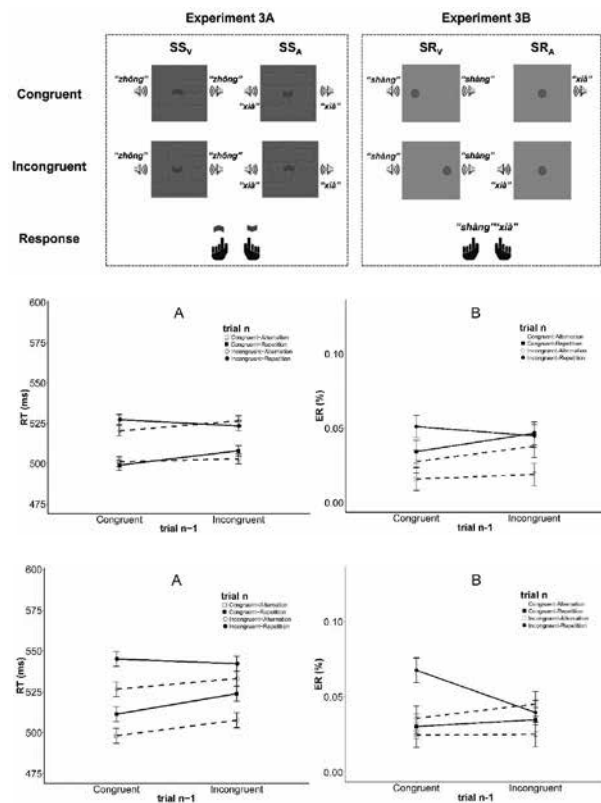 Experiment 3A
Experiment 3B
SSV
SSA
SRV
SRA
Congruent
"zhōng"
"zhōng"
"xià"
"xià"
"shàng"
"shàng"
"xià"
Incongruent
"zhōng"
"zhōng"
"xià"
"xià"
"shàng"
"shàng"
"xià"
Response
"shàng" "xià"
A
trial n
Congruent-Alternation
Congruent-Repetition
Incongruent-Alternation
Incongruent-Repetition
RT (ms)
600
550
525
500
475
Congruent
Incongruent
trial n−1
B
trial n
Congruent-Alternation
Congruent-Repetition
Incongruent-Alternation
Incongruent-Repetition
ER (%)
0.10
0.05
0.00
Congruent
Incongruent
trial n-1
A
trial n
Congruent-Alternation
Congruent-Repetition
Incongruent-Alternation
Incongruent-Repetition
RT (ms)
600
550
525
500
475
Congruent
Incongruent
trial n−1
B
trial n
Congruent-Alternation
Congruent-Repetition
Incongruent-Alternation
Incongruent-Repetition
ER (%)
0.10
0.05
0.00
Congruent
Incongruent
trial n-1